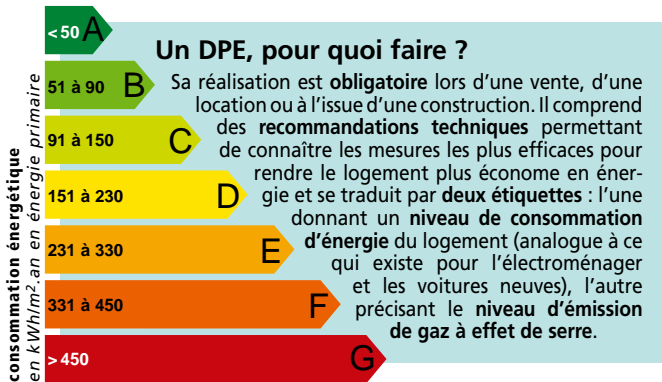 consommation énergétique
en kWh/m².an en énergie primaire
< 50 A
51 à 90 B
91 à 150 C
151 à 230 D
231 à 330 E
331 à 450 F
> 450 G
Un DPE, pour quoi faire ?
Sa réalisation est obligatoire lors d'une vente, d'une
location ou à l'issue d'une construction. Il comprend
des recommandations techniques permettant
de connaître les mesures les plus efficaces pour
rendre le logement plus économe en éner-
gie et se traduit par deux étiquettes : l'une
donnant un niveau de consommation
d'énergie du logement (analogue à ce
qui existe pour l'électroménager
et les voitures neuves), l'autre
précisant le niveau d'émission
de gaz à effet de serre.